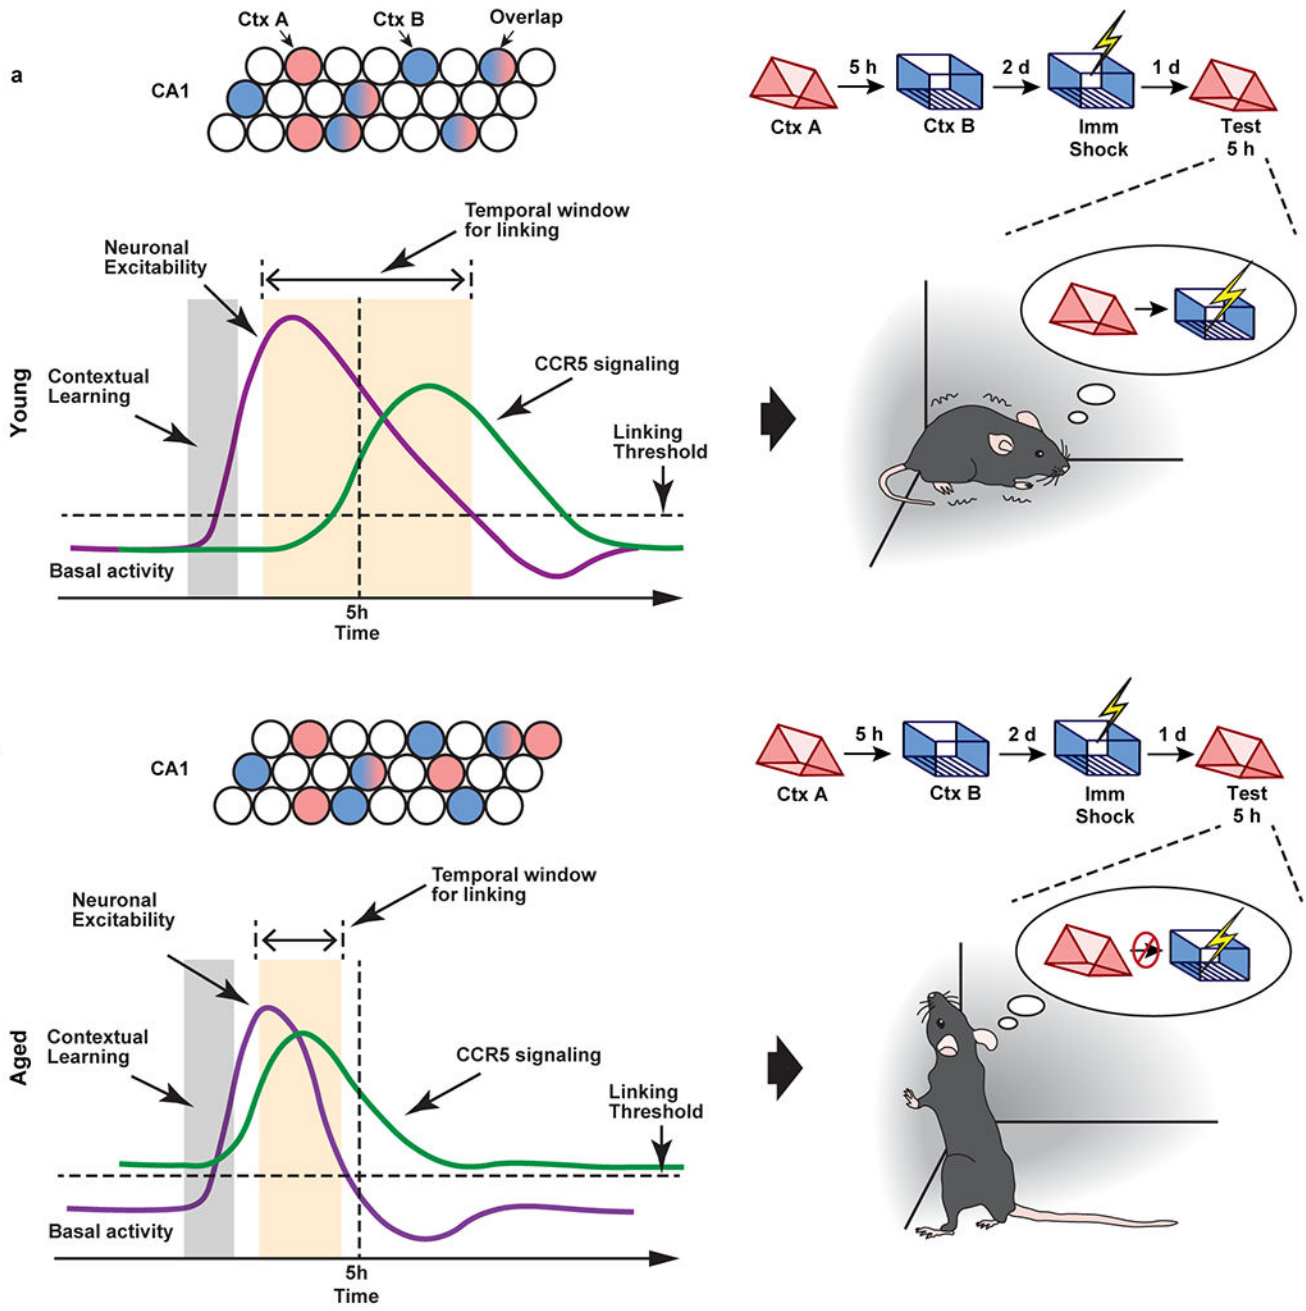 a
Ctx A
Ctx B
Overlap
CA1
5 h
2 d
1 d
Ctx A
Ctx B
Imm
Shock
Test
5 h
Young
Neuronal
Excitability
Temporal window
for linking
Contextual
Learning
CCR5 signaling
Linking
Threshold
Basal activity
5h
Time
CA1
5 h
2 d
1 d
Ctx A
Ctx B
Imm
Shock
Test
5 h
Aged
Neuronal
Excitability
Temporal window
for linking
Contextual
Learning
CCR5 signaling
Linking
Threshold
Basal activity
5h
Time